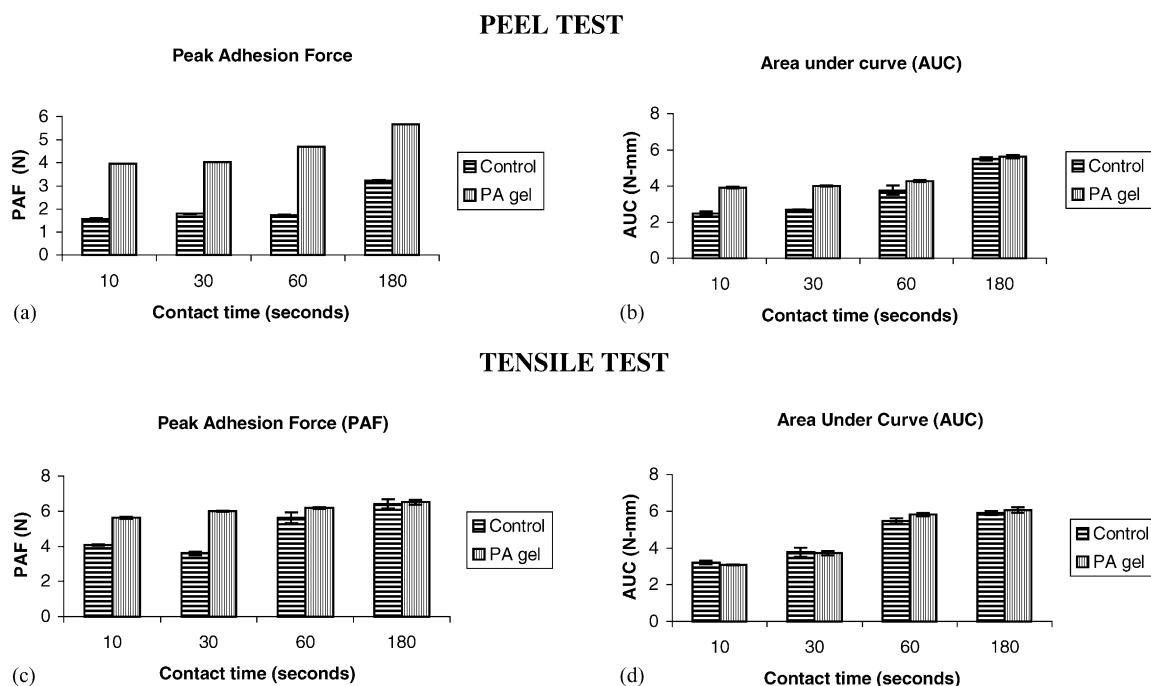 PEEL TEST
Peak Adhesion Force
PAF (N)
6
5
4
3
2
1
0
10 30 60 180
Contact time (seconds)
Control
PA gel
(a)
Area under curve (AUC)
AUC (N-mm)
8
6
4
2
0
10 30 60 180
Contact time (seconds)
Control
PA gel
(b)
TENSILE TEST
Peak Adhesion Force (PAF)
PAF (N)
8
6
4
2
0
10 30 60 180
Contact time (seconds)
Control
PA gel
(c)
Area Under Curve (AUC)
AUC (N-mm)
8
6
4
2
0
10 30 60 180
Contact time (seconds)
Control
PA gel
(d)